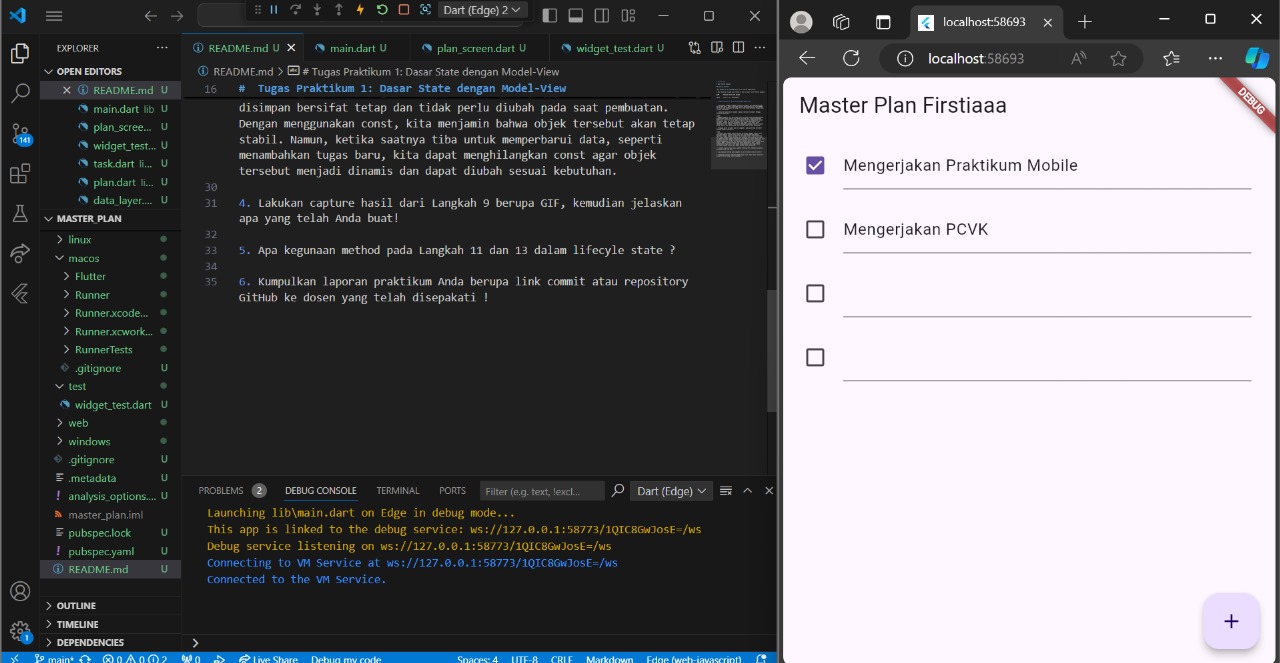 Dart (Edge) 2
EXPLORER
OPEN EDITORS
README.md U
main.dart lib
plan_scree... U
widget_test... U
task.dart li... U
plan.dart li... U
data_layer.... U
141
MASTER_PLAN
linux
macos
Flutter
Runner
Runner.xcode...
Runner.xcwork...
RunnerTests
.gitignore U
test
widget_test.dart U
web
windows
.gitignore U
.metadata U
analysis_options.... U
master_plan.iml
pubspec.lock U
pubspec.yaml U
README.md U
OUTLINE
TIMELINE
DEPENDENCIES
1
README.md U
main.dart U
plan_screen.dart U
widget_test.dart U
README.md > # Tugas Praktikum 1: Dasar State dengan Model-View
16 # Tugas Praktikum 1: Dasar State dengan Model-View
disimpan bersifat tetap dan tidak perlu diubah pada saat pembuatan.
Dengan menggunakan const, kita menjamin bahwa objek tersebut akan tetap
stabil. Namun, ketika saatnya tiba untuk memperbarui data, seperti
menambahkan tugas baru, kita dapat menghilangkan const agar objek
tersebut menjadi dinamis dan dapat diubah sesuai kebutuhan.
30
31 4. Lakukan capture hasil dari Langkah 9 berupa GIF, kemudian jelaskan
apa yang telah Anda buat!
32
33 5. Apa kegunaan method pada Langkah 11 dan 13 dalam lifecyle state ?
34
35 6. Kumpulkan laporan praktikum Anda berupa link commit atau repository
GitHub ke dosen yang telah disepakati !
PROBLEMS 2 DEBUG CONSOLE TERMINAL PORTS
Filter (e.g. text, !excl...
Dart (Edge)
Launching lib\main.dart on Edge in debug mode...
This app is linked to the debug service: ws://127.0.0.1:58773/1QIC8GwJosE=/ws
Debug service listening on ws://127.0.0.1:58773/1QIC8GwJosE=/ws
Connecting to VM Service at ws://127.0.0.1:58773/1QIC8GwJosE=/ws
Connected to the VM Service.
main* 0 0 2 0 Live Share Debug my code Spaces: 4 UTF-8 CRLF Markdown Edge (web-javascript)
localhost:58693
localhost:58693
DEBUG
Master Plan Firstiaaa
Mengerjakan Praktikum Mobile
Mengerjakan PCVK